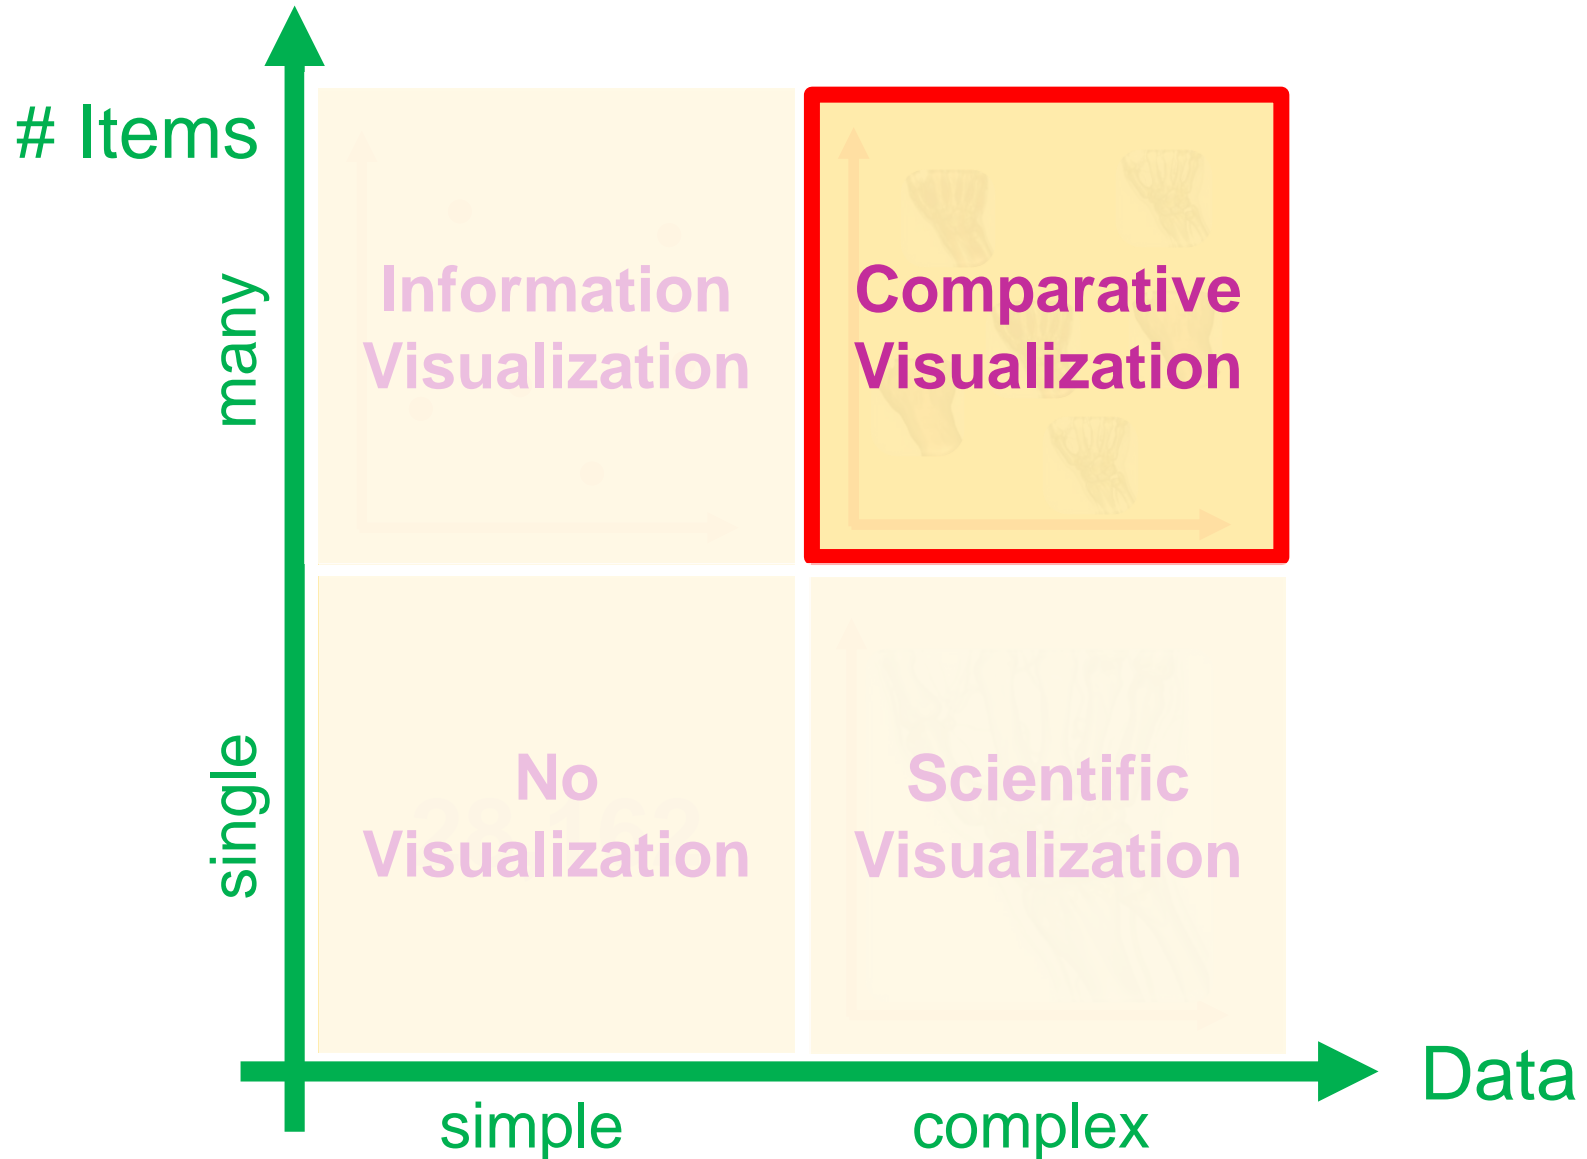 # Items
many
Information
Visualization
Comparative
Visualization
single
No
Visualization
Scientific
Visualization
simple
complex
Data